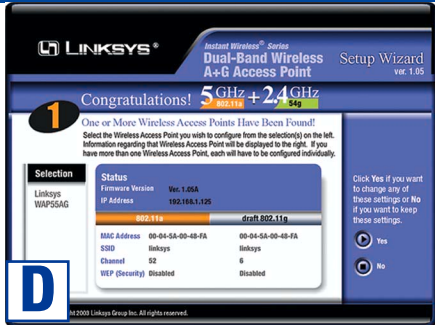 LINKSYS®
Instant Wireless® Series
Dual-Band Wireless
A+G Access Point
Setup Wizard
ver. 1.05
Congratulations! 5GHz 802.11a + 2.4GHz 54g
1
One or More Wireless Access Points Have Been Found!
Select the Wireless Access Point you wish to configure from the selection(s) on the left.
Information regarding that Wireless Access Point will be displayed to the right. If you
have more than one Wireless Access Point, each will have to be configured individually.
Selection
Linksys
WAP55AG
Status
Firmware Version Ver. 1.05A
IP Address 192.168.1.125
802.11a draft 802.11g
MAC Address 00-04-5A-00-48-FA 00-04-5A-00-48-FA
SSID linksys linksys
Channel 52 6
WEP (Security) Disabled Disabled
Click Yes if you want
to change any of
these settings or No
if you want to keep
these settings.
Yes
No
D
ht 2003 Linksys Group Inc. All rights reserved.